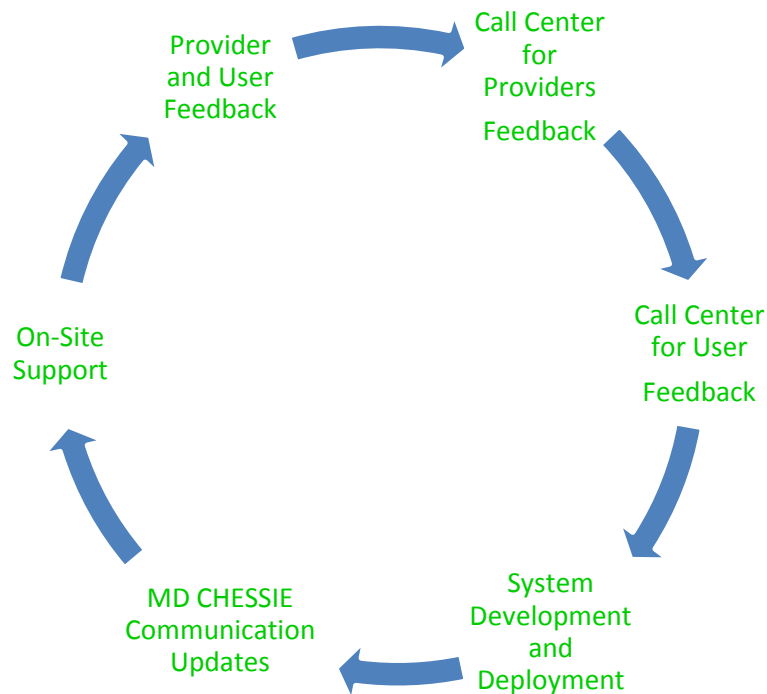 Provider
and User
Feedback
Call Center
for
Providers
Feedback
Call Center
for User
Feedback
System
Development
and
Deployment
MD CHESSIE
Communication
Updates
On-Site
Support